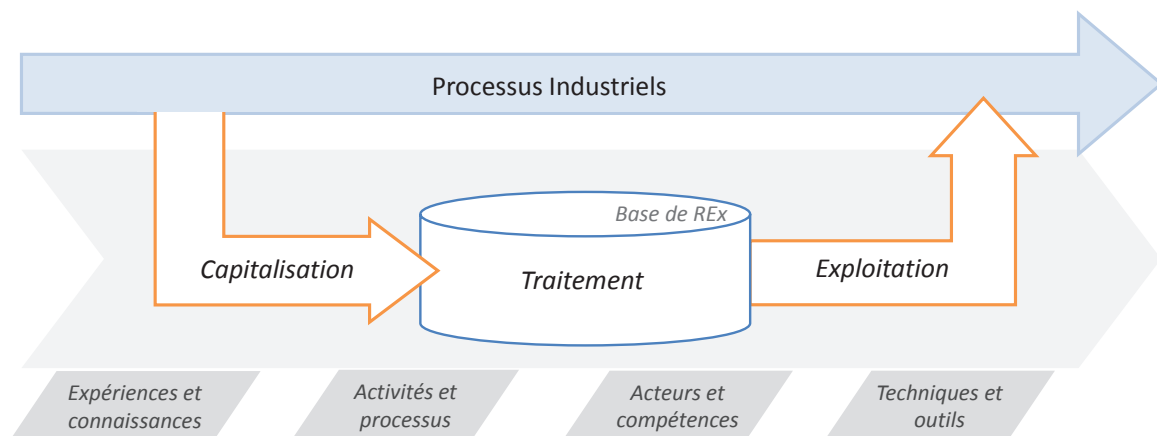 Processus Industriels
Base de REx
Capitalisation
Traitement
Exploitation
Expériences et
connaissances
Activités et
processus
Acteurs et
compétences
Techniques et
outils